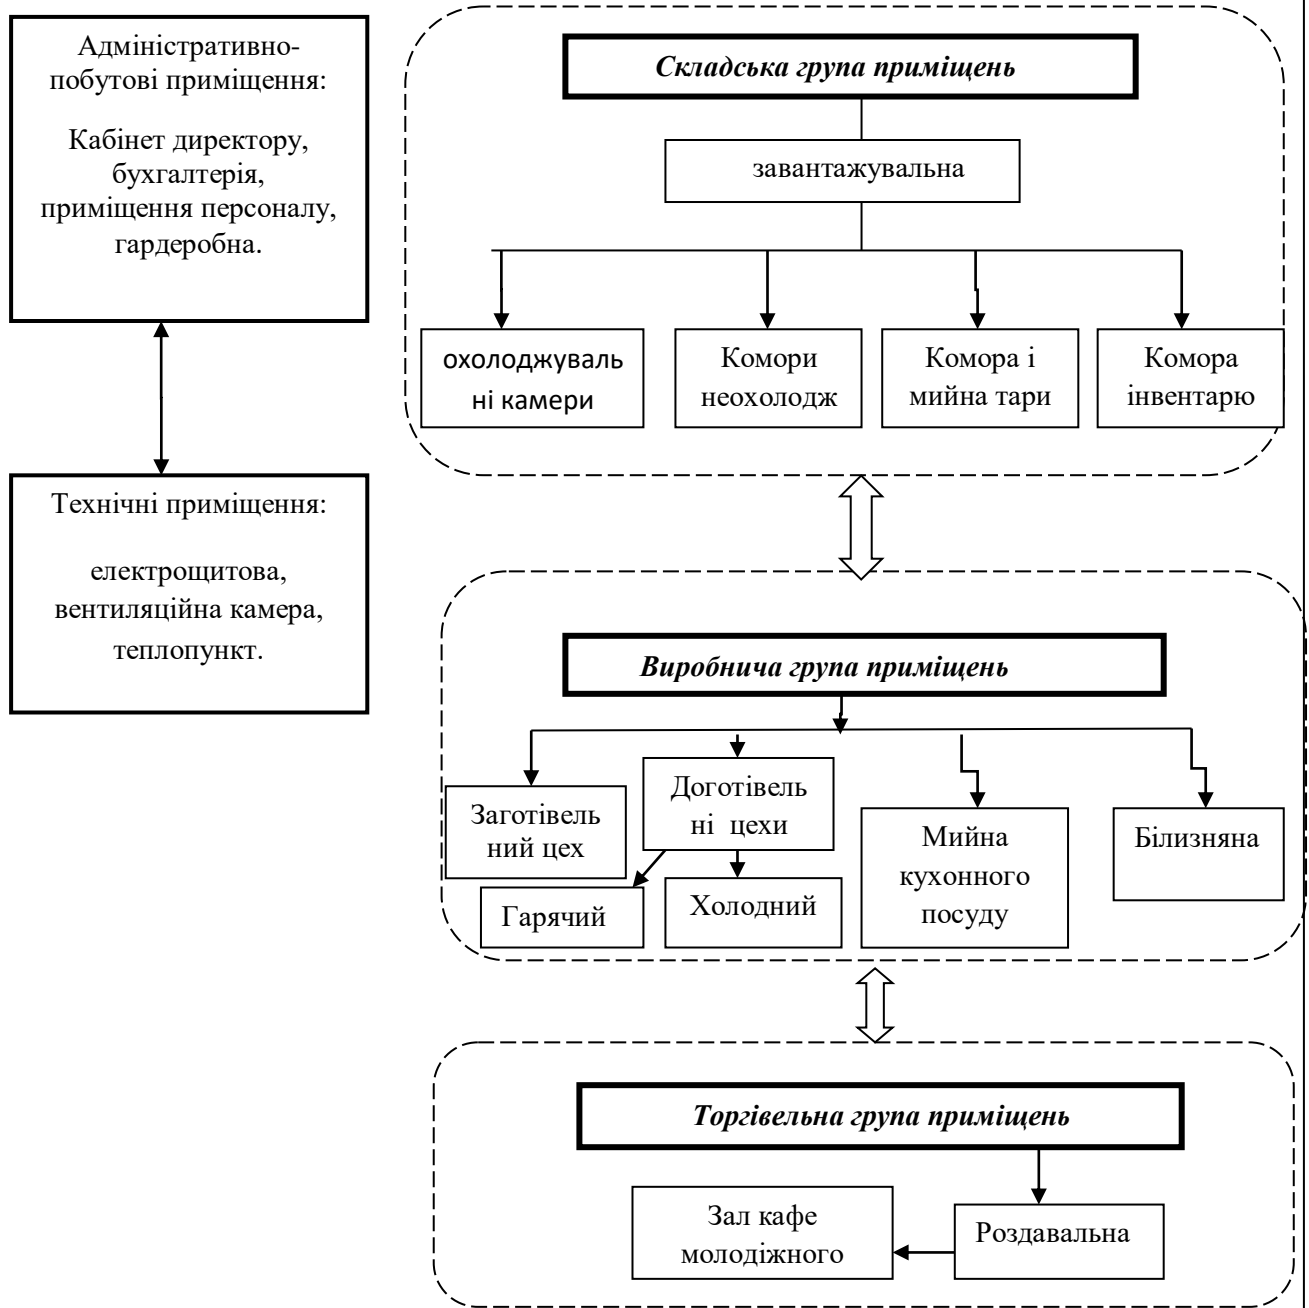 Адміністративно-
побутові приміщення:
Кабінет директору,
бухгалтерія,
приміщення персоналу,
гардеробна.
Технічні приміщення:
електрощитова,
вентиляційна камера,
теплопункт.
Складська група приміщень
завантажувальна
охолоджуваль
ні камери
Комори
неохолодж
Комора і
мийна тари
Комора
інвентарю
Виробнича група приміщень
Заготівель
ний цех
Доготівель
ні цехи
Гарячий
Холодний
Мийна
кухонного
посуду
Білизняна
Торгівельна група приміщень
Зал кафе
молодіжного
Роздавальна